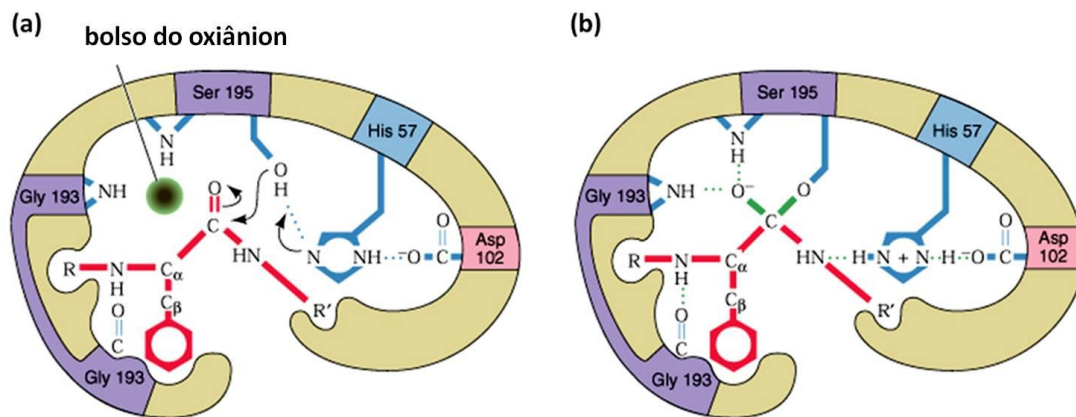 (a)
bolso do oxiânion
Ser 195
His 57
N
H
Gly 193
NH
O
H
O
C
HN
N
NH
⁻O
O
C
Asp
102
R
N
H
Cα
Cβ
R′
O
C
Gly 193
(b)
Ser 195
His 57
N
H
Gly 193
NH
O⁻
O
C
HN
H
N
+
N
H
⁻O
O
C
Asp
102
R
N
H
Cα
Cβ
R′
O
C
Gly 193